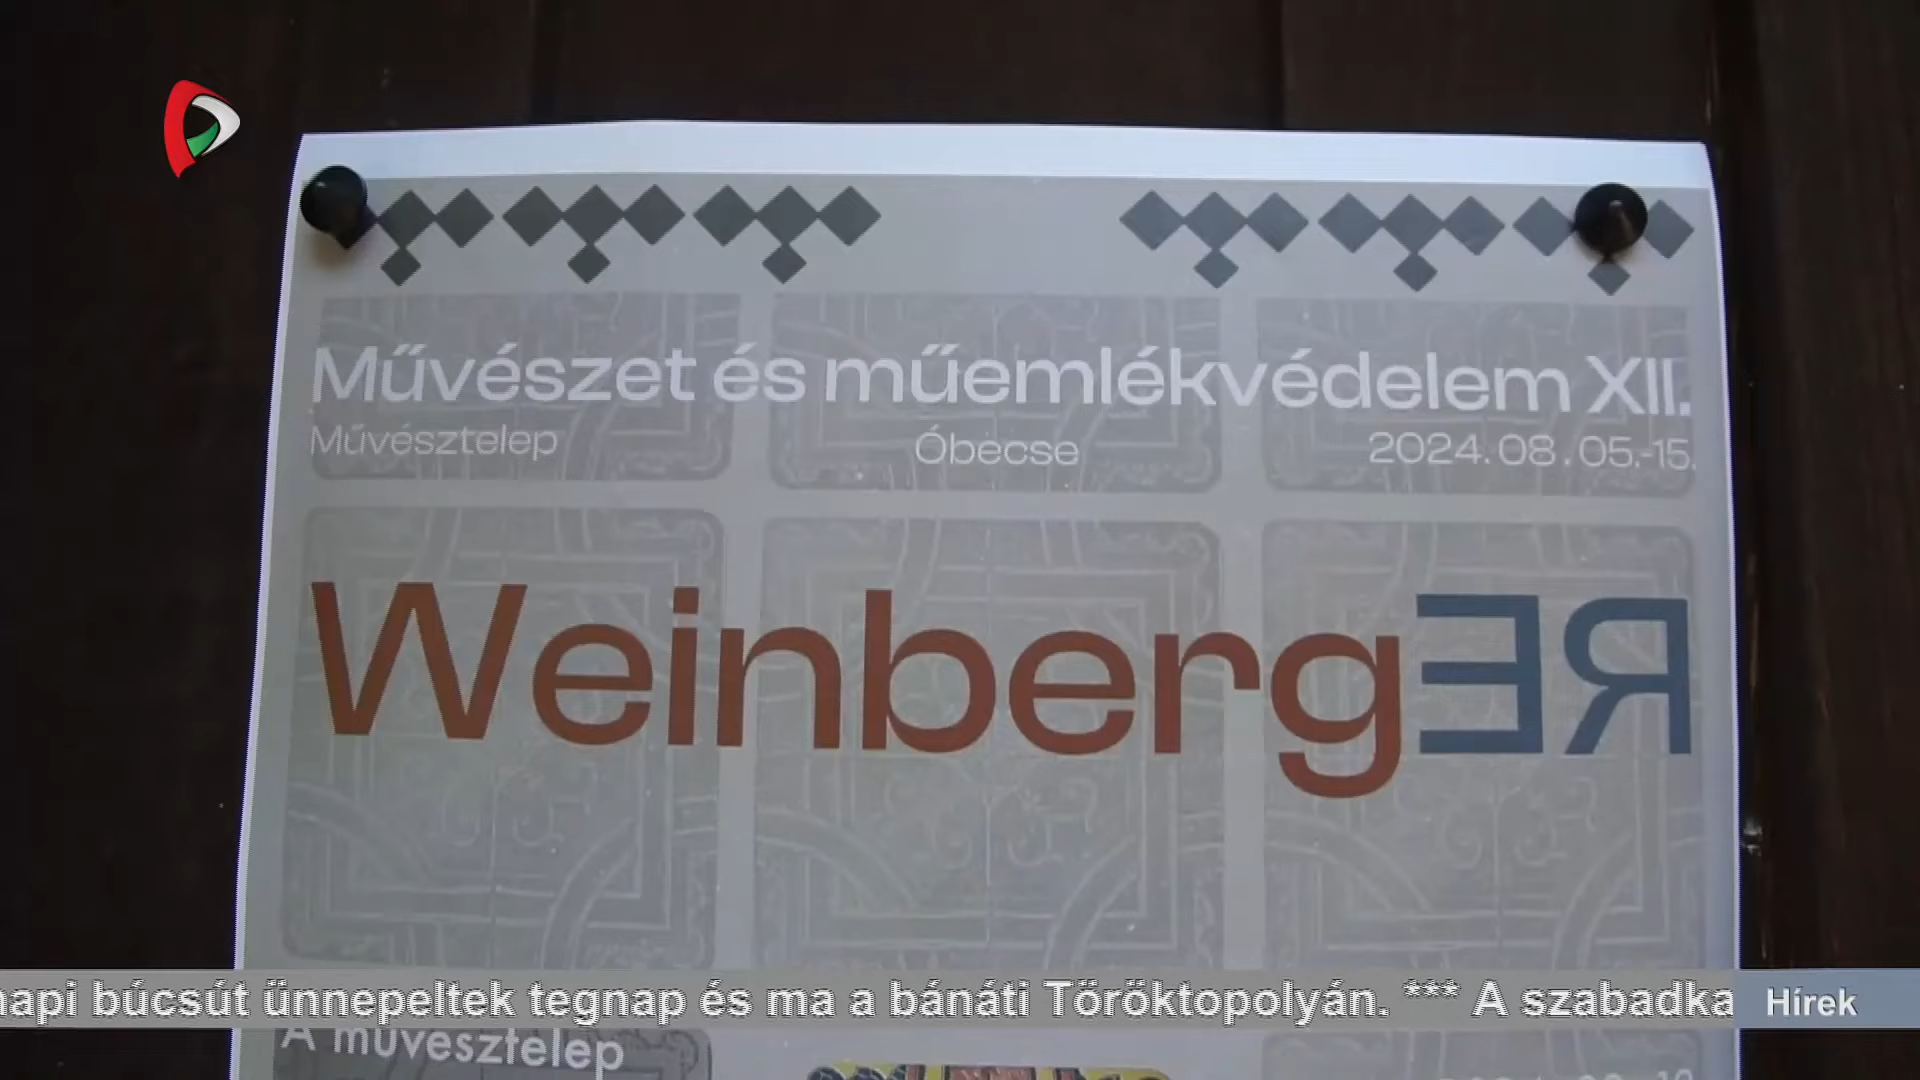 Művészet és műemlékvédelem XII.
Művésztelep Óbecse 2024.08.05.-15.
WeinbergER
napi búcsút ünnepeltek tegnap és ma a bánáti Töröktopolyán. *** A szabadka Hírek
A művésztelep